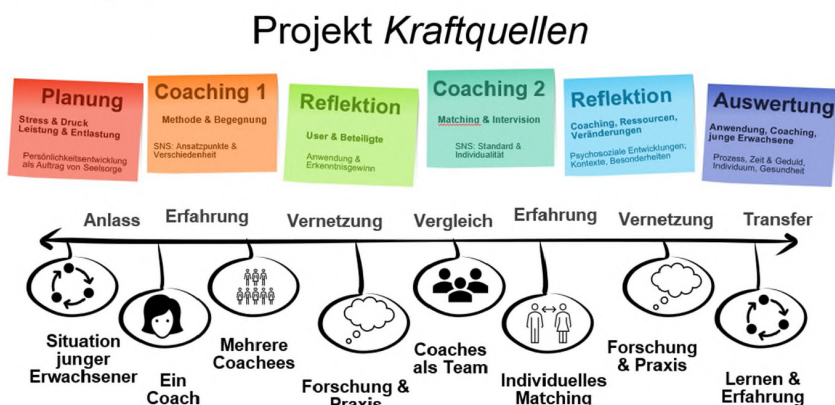 Projekt Kraftquellen
Planung
Stress & Druck
Leistung & Entlastung
Persönlichkeitsentwicklung
als Auftrag von Seelsorge
Coaching 1
Methode & Begegnung
SNS: Ansatzpunkte &
Verschiedenheit
Reflektion
User & Beteiligte
Anwendung &
Erkenntnisgewinn
Coaching 2
Matching & Intervision
SNS: Standard &
Individualität
Reflektion
Coaching, Ressourcen,
Veränderungen
Psychosoziale Entwicklungen,
Kontexte, Besonderheiten
Auswertung
Anwendung, Coaching,
junge Erwachsene
Prozess, Zeit & Geduld,
Individuum, Gesundheit
Anlass
Erfahrung
Vernetzung
Vergleich
Erfahrung
Vernetzung
Transfer
Situation
junger
Erwachsener
Ein
Coach
Mehrere
Coachees
Forschung &
Praxis
Coaches
als Team
Individuelles
Matching
Forschung
& Praxis
Lernen &
Erfahrung